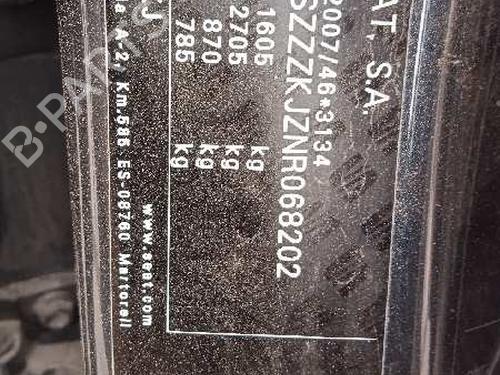 AT, S.A.
2007/46*3134
SZZZKJZNR068202
1605 kg
2705 kg
870 kg
785 kg
www.seat.com
a A-2, Km.585 ES-08760 Martorell
B-PARTS